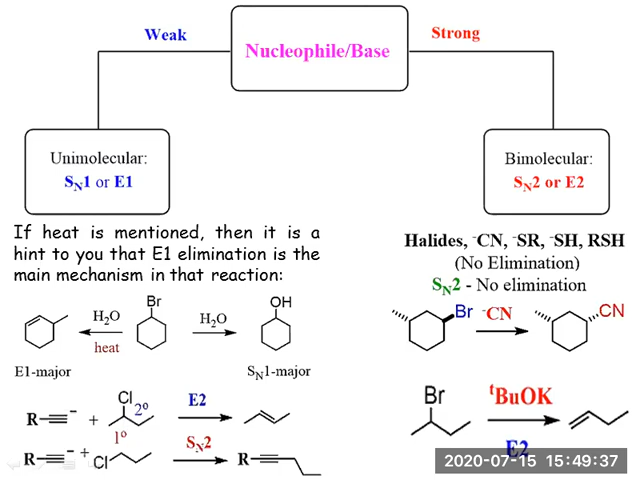 Weak
Nucleophile/Base
Strong
Unimolecular:
SN1 or E1
Bimolecular:
SN2 or E2
If heat is mentioned, then it is a
hint to you that E1 elimination is the
main mechanism in that reaction:
Halides, ⁻CN, ⁻SR, ⁻SH, RSH
(No Elimination)
SN2 - No elimination
H2O
heat
Br
H2O
OH
E1-major
SN1-major
Br
⁻CN
CN
R
+
Cl
2º
1º
E2
R
+
Cl
SN2
R
Br
ᵗBuOK
E2
2020-07-15 15:49:37